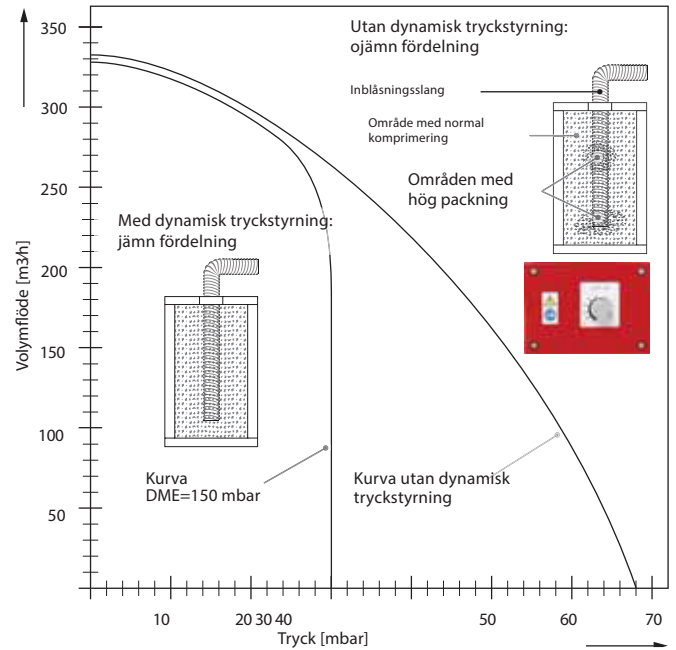 350
300
250
200
150
100
50
Volymflöde [m3/h]
Utan dynamisk tryckstyrning:
ojämn fördelning
Inblåsningsslang
Område med normal
komprimering
Områden med
hög packning
Med dynamisk tryckstyrning:
jämn fördelning
Kurva
DME=150 mbar
Kurva utan dynamisk
tryckstyrning
10 20 30 40 50 60 70
Tryck [mbar]